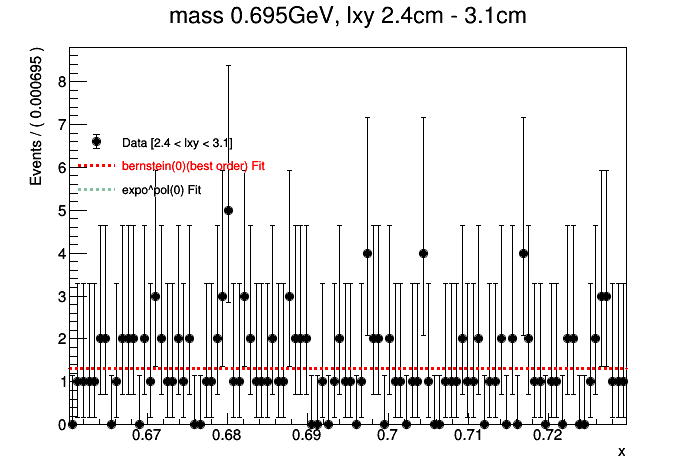 mass 0.695GeV, lxy 2.4cm - 3.1cm
Events / ( 0.000695 )
8
7
6
5
4
3
2
1
0
Data [2.4 < lxy < 3.1]
bernstein(0)(best order) Fit
expo^pol(0) Fit
0.67 0.68 0.69 0.7 0.71 0.72
x